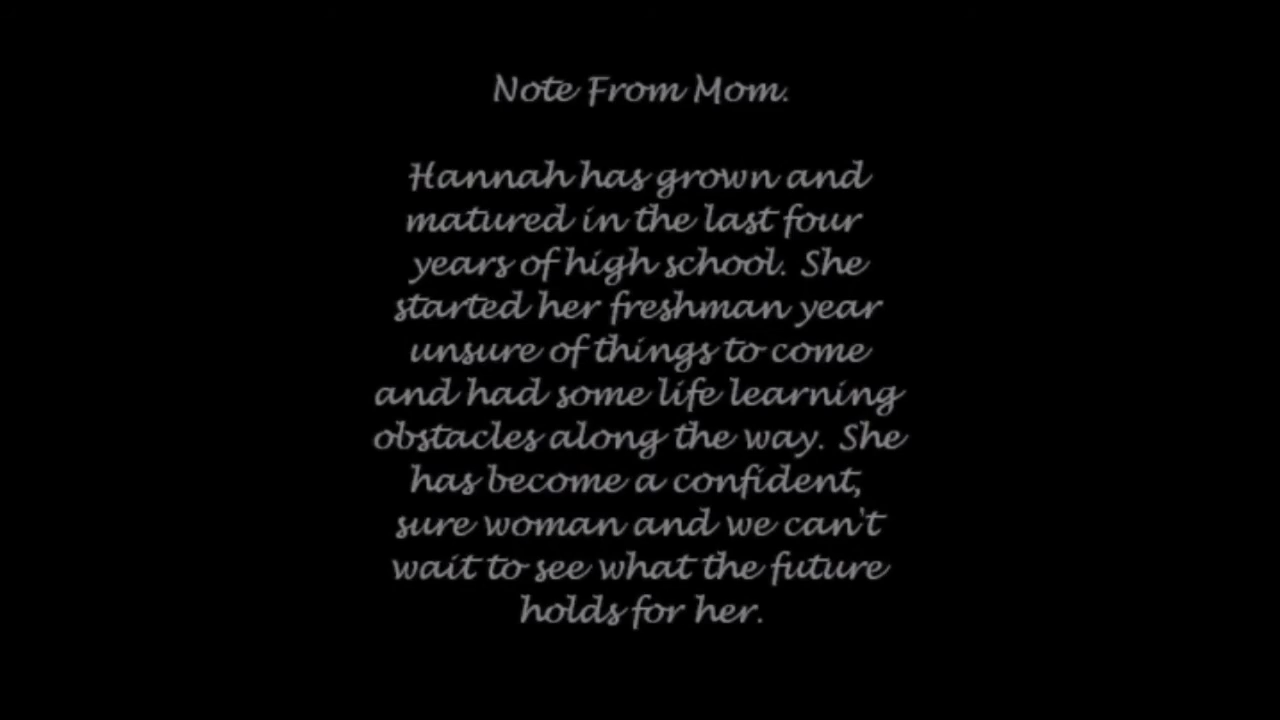 Note From Mom.
Hannah has grown and
matured in the last four
years of high school. She
started her freshman year
unsure of things to come
and had some life learning
obstacles along the way. She
has become a confident,
sure woman and we can't
wait to see what the future
holds for her.